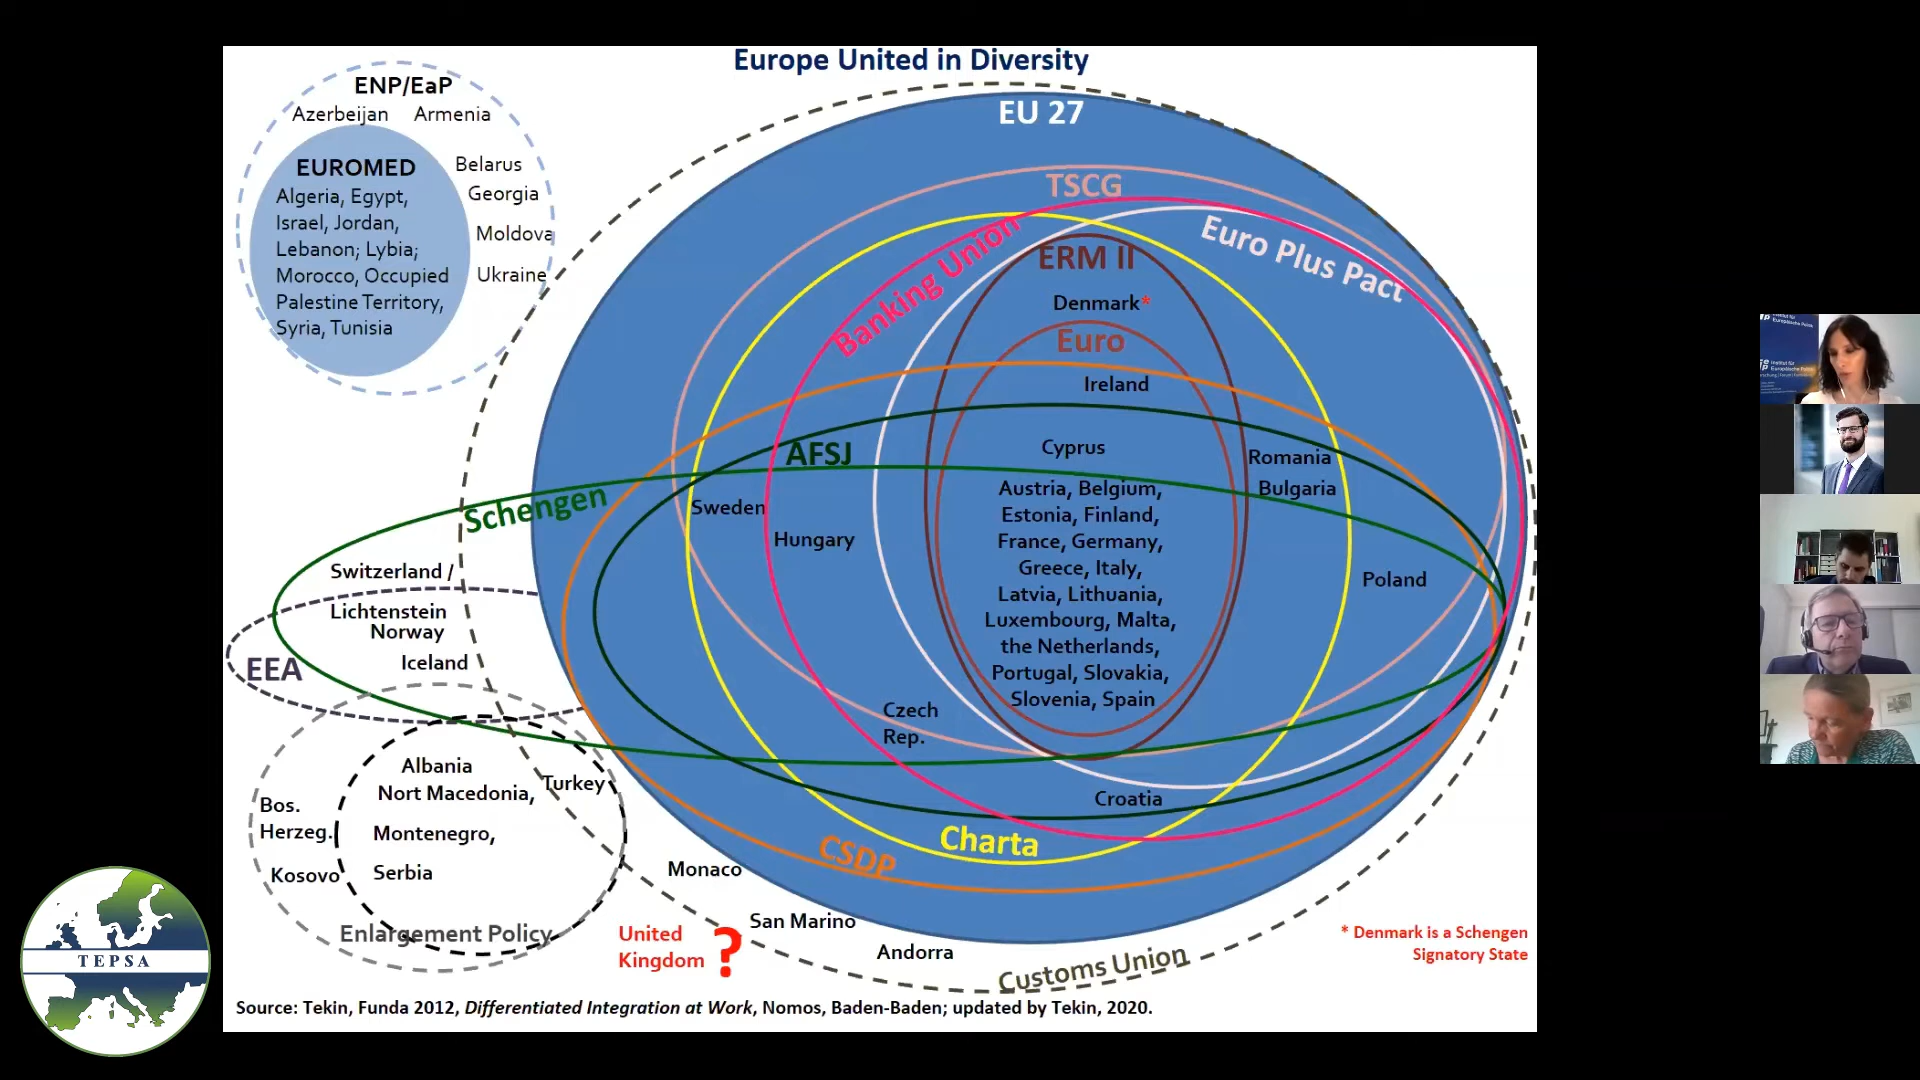 Europe United in Diversity
ENP/EaP
Azerbeijan Armenia
EUROMED
Algeria, Egypt,
Israel, Jordan,
Lebanon; Lybia;
Morocco, Occupied
Palestine Territory,
Syria, Tunisia
Belarus
Georgia
Moldova
Ukraine
EU 27
TSCG
Banking Union
Euro Plus Pact
ERM II
Denmark*
Euro
Ireland
AFSJ
Cyprus
Romania
Bulgaria
Schengen
Sweden
Hungary
Austria, Belgium,
Estonia, Finland,
France, Germany,
Greece, Italy,
Latvia, Lithuania,
Luxembourg, Malta,
the Netherlands,
Portugal, Slovakia,
Slovenia, Spain
Poland
Switzerland /
Lichtenstein
Norway
Iceland
EEA
Czech
Rep.
Croatia
Charta
CSDP
Albania
Nort Macedonia,
Turkey
Montenegro,
Serbia
Bos.
Herzeg.
Kosovo
Enlargement Policy
Monaco
San Marino
Andorra
United
Kingdom ?
Customs Union
* Denmark is a Schengen
Signatory State
Source: Tekin, Funda 2012, Differentiated Integration at Work, Nomos, Baden-Baden; updated by Tekin, 2020.
TEPSA
Institut für
Europäische Politik